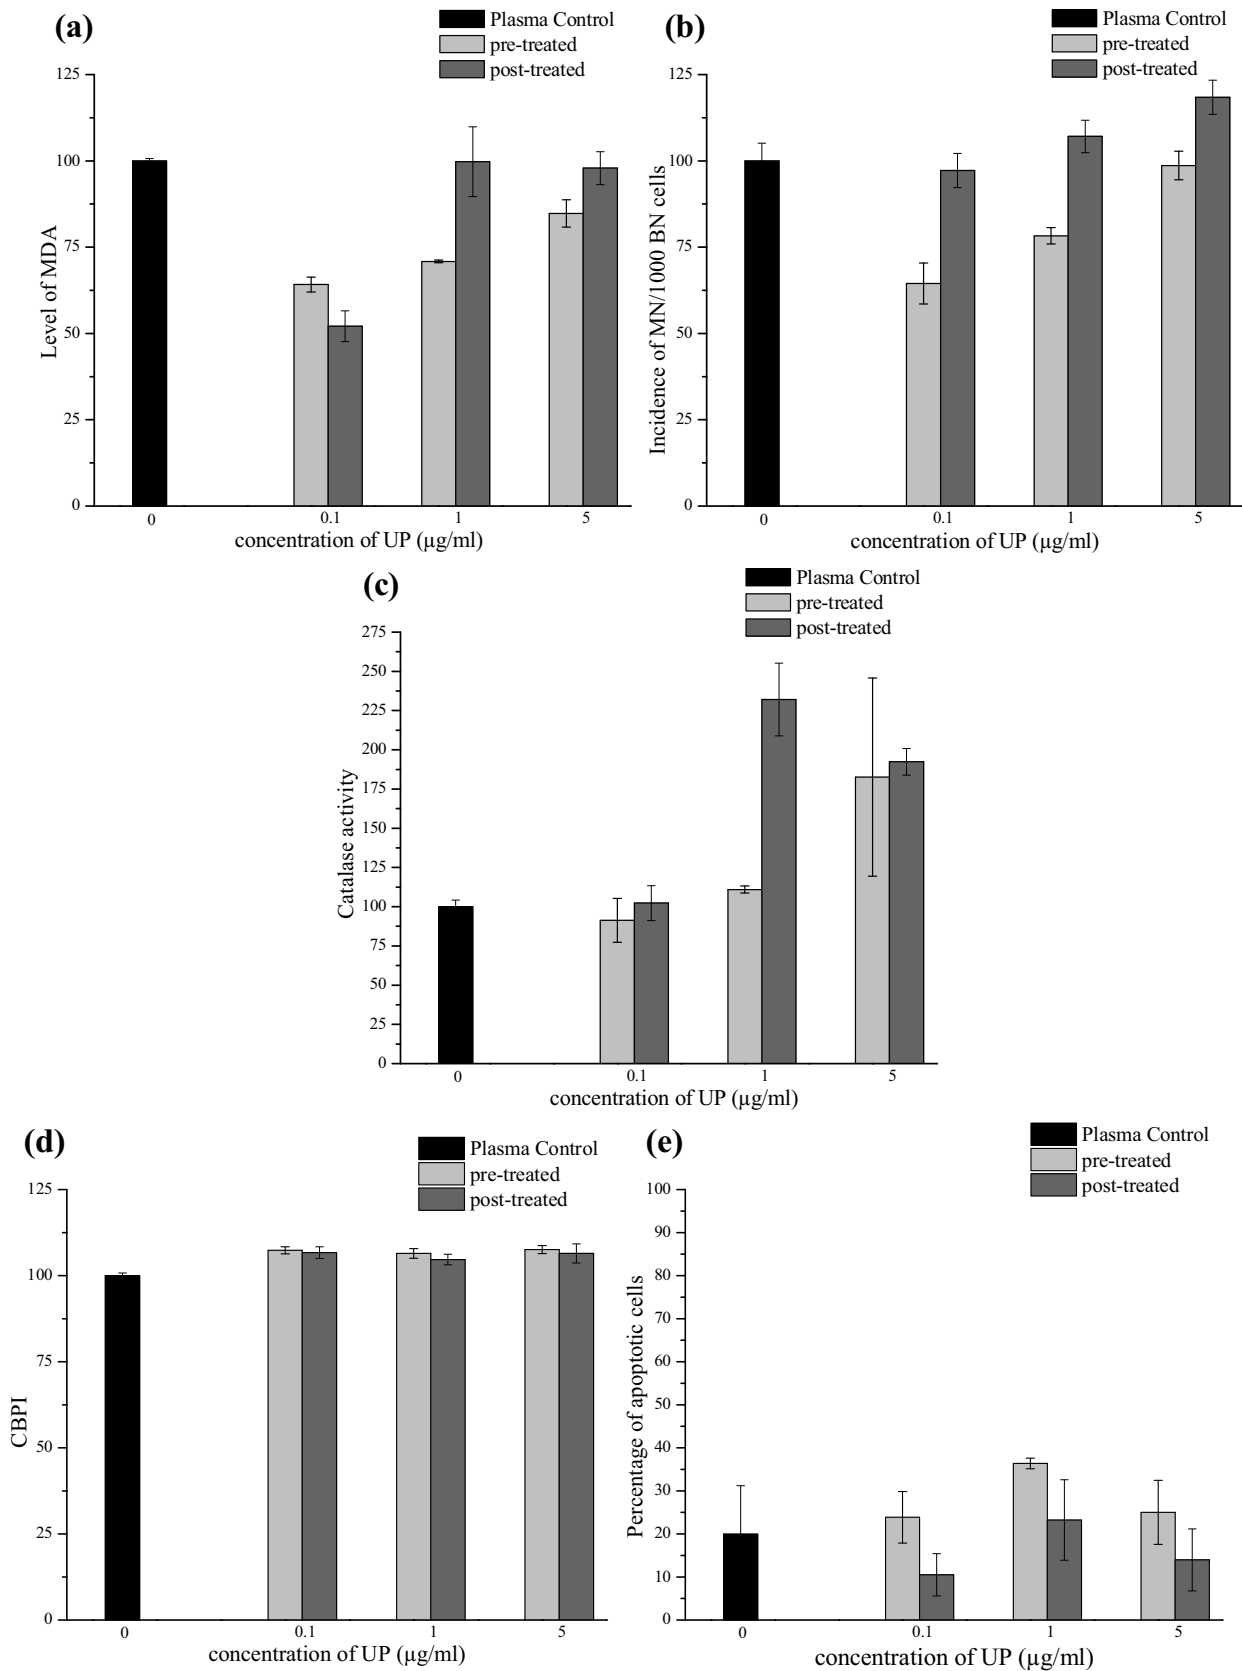 (a)
Plasma Control
pre-treated
post-treated
125
100
75
50
25
0
Level of MDA
0
0.1
1
5
concentration of UP (µg/ml)
(b)
Plasma Control
pre-treated
post-treated
125
100
75
50
25
0
Incidence of MN/1000 BN cells
0
0.1
1
5
concentration of UP (µg/ml)
(c)
Plasma Control
pre-treated
post-treated
275
250
225
200
175
150
125
100
75
50
25
0
Catalase activity
0
0.1
1
5
concentration of UP (µg/ml)
(d)
Plasma Control
pre-treated
post-treated
125
100
75
50
25
0
CBPI
0
0.1
1
5
concentration of UP (µg/ml)
(e)
Plasma Control
pre-treated
post-treated
100
90
80
70
60
50
40
30
20
10
0
Percentage of apoptotic cells
0
0.1
1
5
concentration of UP (µg/ml)